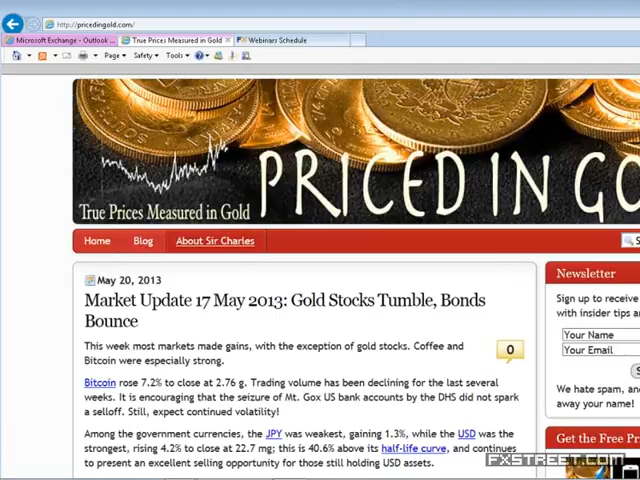 http://pricedingold.com/
Microsoft Exchange - Outlook ...
True Prices Measured in Gold
Webinars Schedule
Page
Safety
Tools
PRICED IN GO
True Prices Measured in Gold
Home
Blog
About Sir Charles
May 20, 2013
Market Update 17 May 2013: Gold Stocks Tumble, Bonds
Bounce
0
This week most markets made gains, with the exception of gold stocks. Coffee and
Bitcoin were especially strong.
Bitcoin rose 7.2% to close at 2.76 g. Trading volume has been declining for the last several
weeks. It is encouraging that the seizure of Mt. Gox US bank accounts by the DHS did not spark
a selloff. Still, expect continued volatility!
Among the government currencies, the JPY was weakest, gaining 1.3%, while the USD was the
strongest, rising 4.2% to close at 22.7 mg; this is 40.6% above its half-life curve, and continues
to present an excellent selling opportunity for those still holding USD assets.
Newsletter
Sign up to receive
with insider tips a
Your Name
Your Email
We hate spam, and
away your name!
Get the Free Pr
FXSTREET.COM